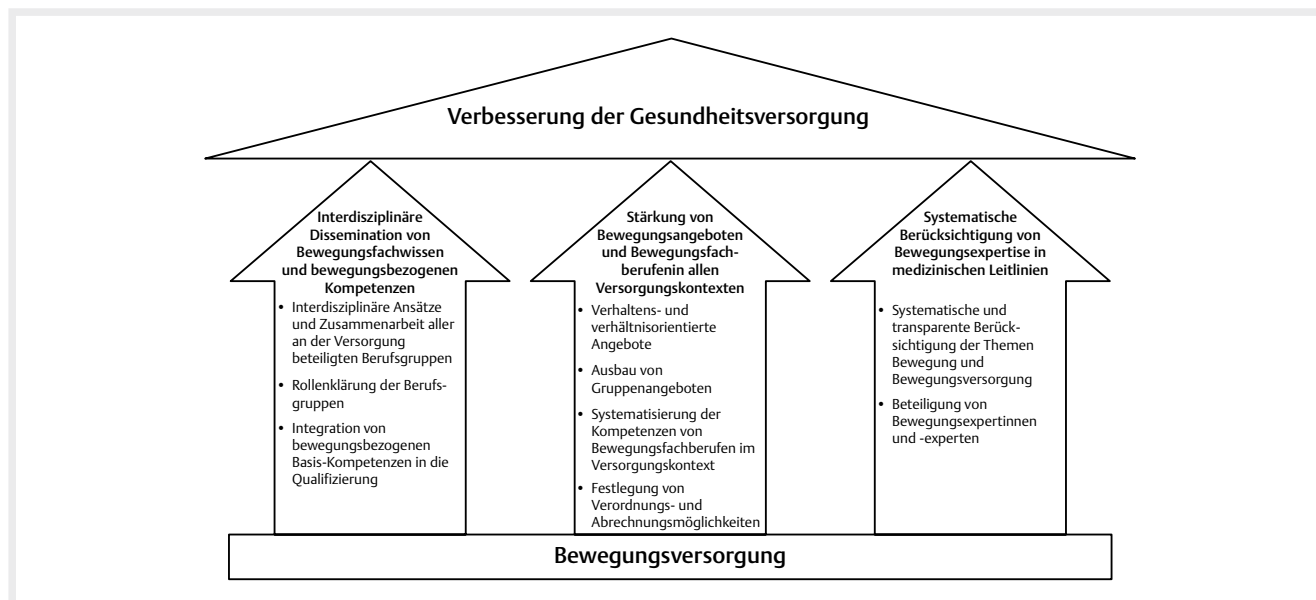 Verbesserung der Gesundheitsversorgung
Interdisziplinäre
Dissemination von
Bewegungsfachwissen
und bewegungsbezogenen
Kompetenzen
• Interdisziplinäre Ansätze
und Zusammenarbeit aller
an der Versorgung
beteiligten Berufsgruppen
• Rollenklärung der Berufs-
gruppen
• Integration von
bewegungsbezogenen
Basis-Kompetenzen in die
Qualifizierung
Stärkung von
Bewegungsangeboten
und Bewegungsfach-
berufenin allen
Versorgungskontexten
• Verhaltens- und
verhältnisorientierte
Angebote
• Ausbau von
Gruppenangeboten
• Systematisierung der
Kompetenzen von
Bewegungsfachberufen im
Versorgungskontext
• Festlegung von
Verordnungs- und
Abrechnungsmöglichkeiten
Systematische
Berücksichtigung von
Bewegungsexpertise in
medizinischen Leitlinien
• Systematische und
transparente Berück-
sichtigung der Themen
Bewegung und
Bewegungsversorgung
• Beteiligung von
Bewegungsexpertinnen
und -experten
Bewegungsversorgung